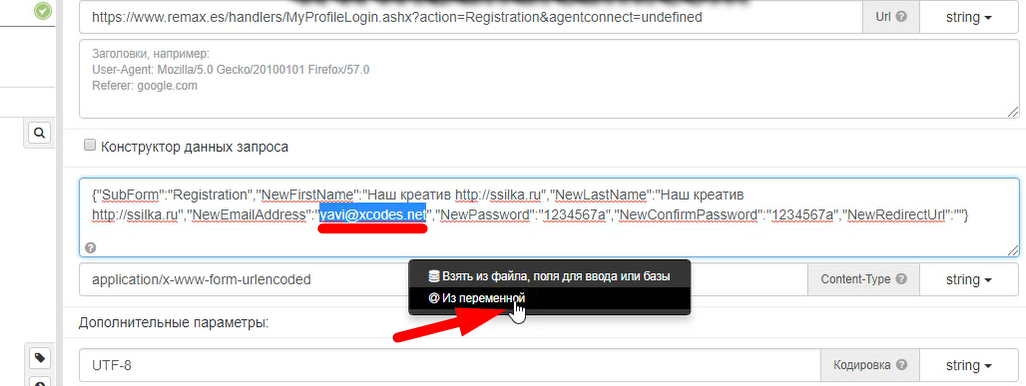 https://www.remax.es/handlers/MyProfileLogin.ashx?action=Registration&agentconnect=undefined
Url
string
Заголовки, например:
User-Agent: Mozilla/5.0 Gecko/20100101 Firefox/57.0
Referer: google.com
Конструктор данных запроса
{"SubForm":"Registration","NewFirstName":"Наш креатив http://ssilka.ru","NewLastName":"Наш креатив
http://ssilka.ru","NewEmailAddress":"yavi@xcodes.net","NewPassword":"1234567a","NewConfirmPassword":"1234567a","NewRedirectUrl":""}
Взять из файла, поля для ввода или базы
@ Из переменной
application/x-www-form-urlencoded
Content-Type
string
Дополнительные параметры:
UTF-8
Кодировка
string